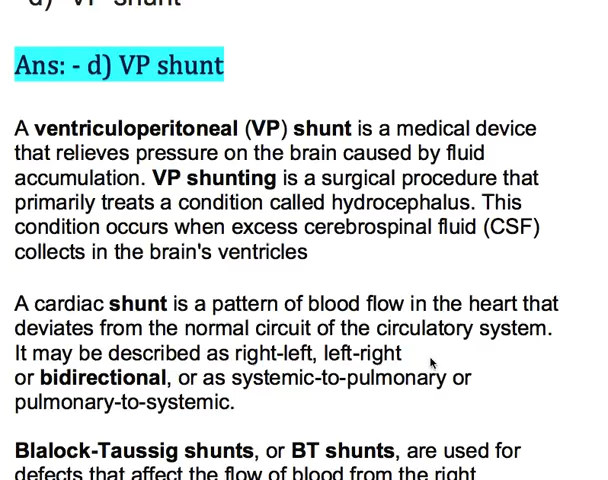 d) VP shunt
Ans: - d) VP shunt
A ventriculoperitoneal (VP) shunt is a medical device
that relieves pressure on the brain caused by fluid
accumulation. VP shunting is a surgical procedure that
primarily treats a condition called hydrocephalus. This
condition occurs when excess cerebrospinal fluid (CSF)
collects in the brain's ventricles
A cardiac shunt is a pattern of blood flow in the heart that
deviates from the normal circuit of the circulatory system.
It may be described as right-left, left-right
or bidirectional, or as systemic-to-pulmonary or
pulmonary-to-systemic.
Blalock-Taussig shunts, or BT shunts, are used for
defects that affect the flow of blood from the right